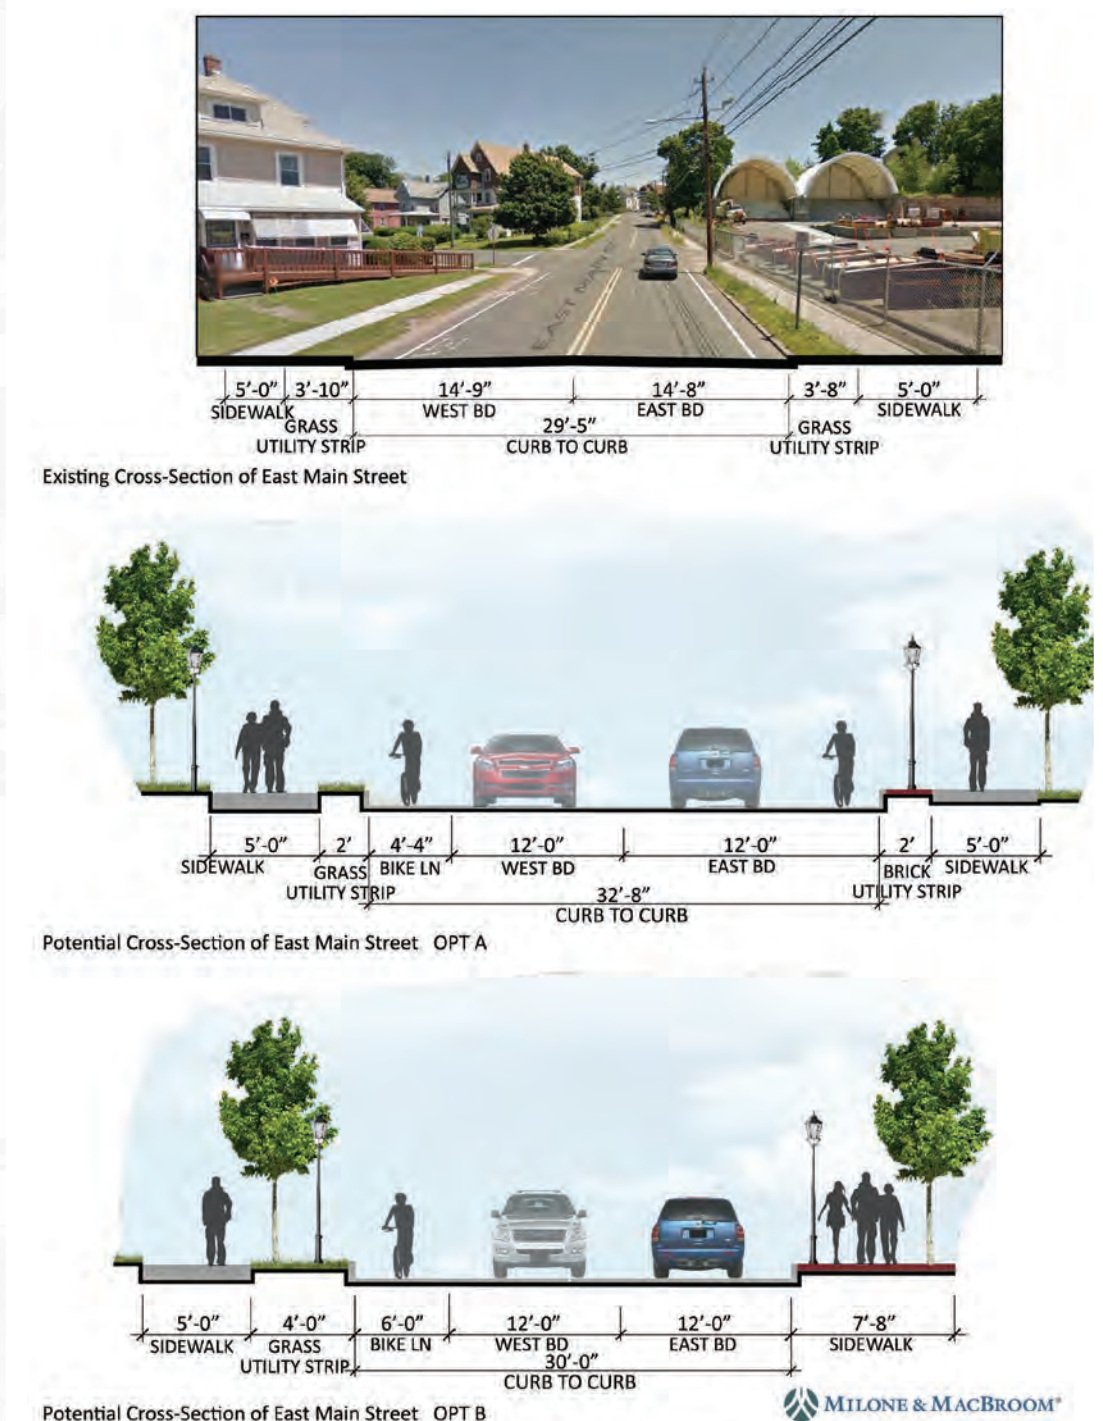 EAST MAIN ST
5'-0" 3'-10" 14'-9" 14'-8" 3'-8" 5'-0"
SIDEWALK WEST BD EAST BD SIDEWALK
GRASS 29'-5" GRASS
UTILITY STRIP CURB TO CURB UTILITY STRIP
Existing Cross-Section of East Main Street
5'-0" 2' 4'-4" 12'-0" 12'-0" 2' 5'-0"
SIDEWALK GRASS BIKE LN WEST BD EAST BD BRICK SIDEWALK
UTILITY STRIP 32'-8" UTILITY STRIP
CURB TO CURB
Potential Cross-Section of East Main Street OPT A
5'-0" 4'-0" 6'-0" 12'-0" 12'-0" 7'-8"
SIDEWALK GRASS BIKE LN WEST BD EAST BD SIDEWALK
UTILITY STRIP 30'-0"
CURB TO CURB
Potential Cross-Section of East Main Street OPT B
MILONE & MACBROOM®